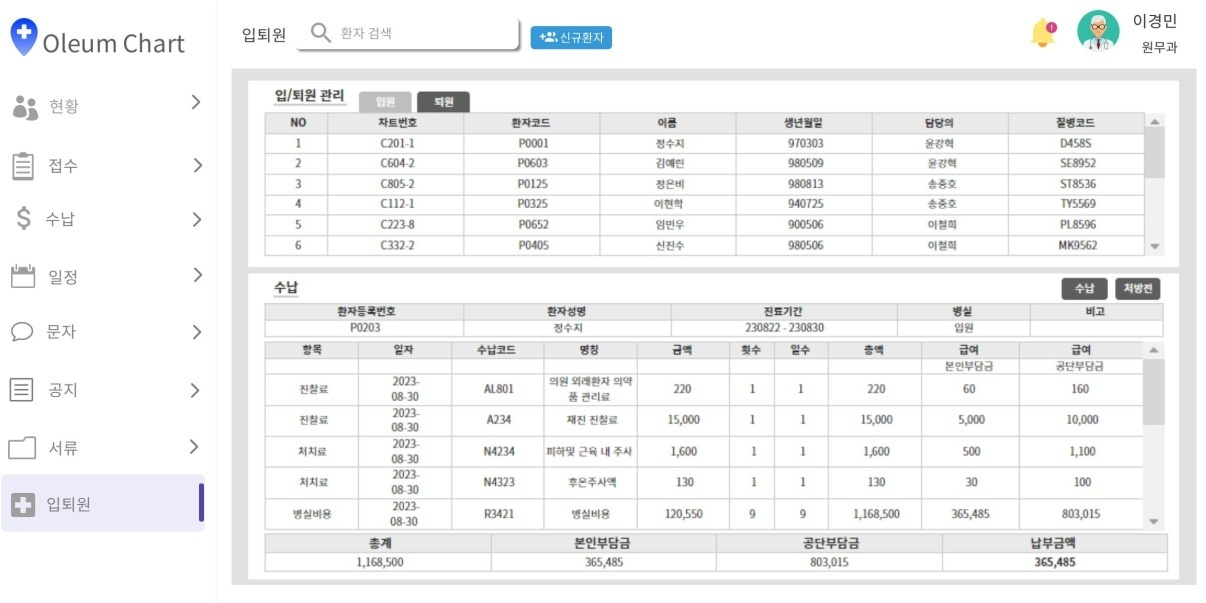 Oleum Chart
현황
접수
수납
일정
문자
공지
서류
입퇴원
입퇴원 환자 검색 신규환자
이경민
원무과
입/퇴원 관리 입원 퇴원
NO 차트번호 환자코드 이름 생년월일 담당의 질병코드
1 C201-1 P0001 정수지 970303 윤강혁 D458S
2 C604-2 P0603 김예린 980509 윤강혁 SE8952
3 C805-2 P0125 정은비 980813 송중호 ST8536
4 C112-1 P0325 이현학 940725 송중호 TY5569
5 C223-8 P0652 임민우 900506 이철희 PL8596
6 C332-2 P0405 신진수 980506 이철희 MK9562
수납 수납 처방전
환자등록번호 환자성명 진료기간 병실 비고
P0203 정수지 230822 - 230830 입원
항목 일자 수납코드 명칭 금액 횟수 일수 총액 급여 급여
본인부담금 공단부담금
진찰료 2023-08-30 AL801 의원 외래환자 의약품 관리료 220 1 1 220 60 160
진찰료 2023-08-30 A234 재진 진찰료 15,000 1 1 15,000 5,000 10,000
처치료 2023-08-30 N4234 피하및 근육 내 주사 1,600 1 1 1,600 500 1,100
처치료 2023-08-30 N4323 후온주사액 130 1 1 130 30 100
병실비용 2023-08-30 R3421 병실비용 120,550 9 9 1,168,500 365,485 803,015
총계 본인부담금 공단부담금 납부금액
1,168,500 365,485 803,015 365,485